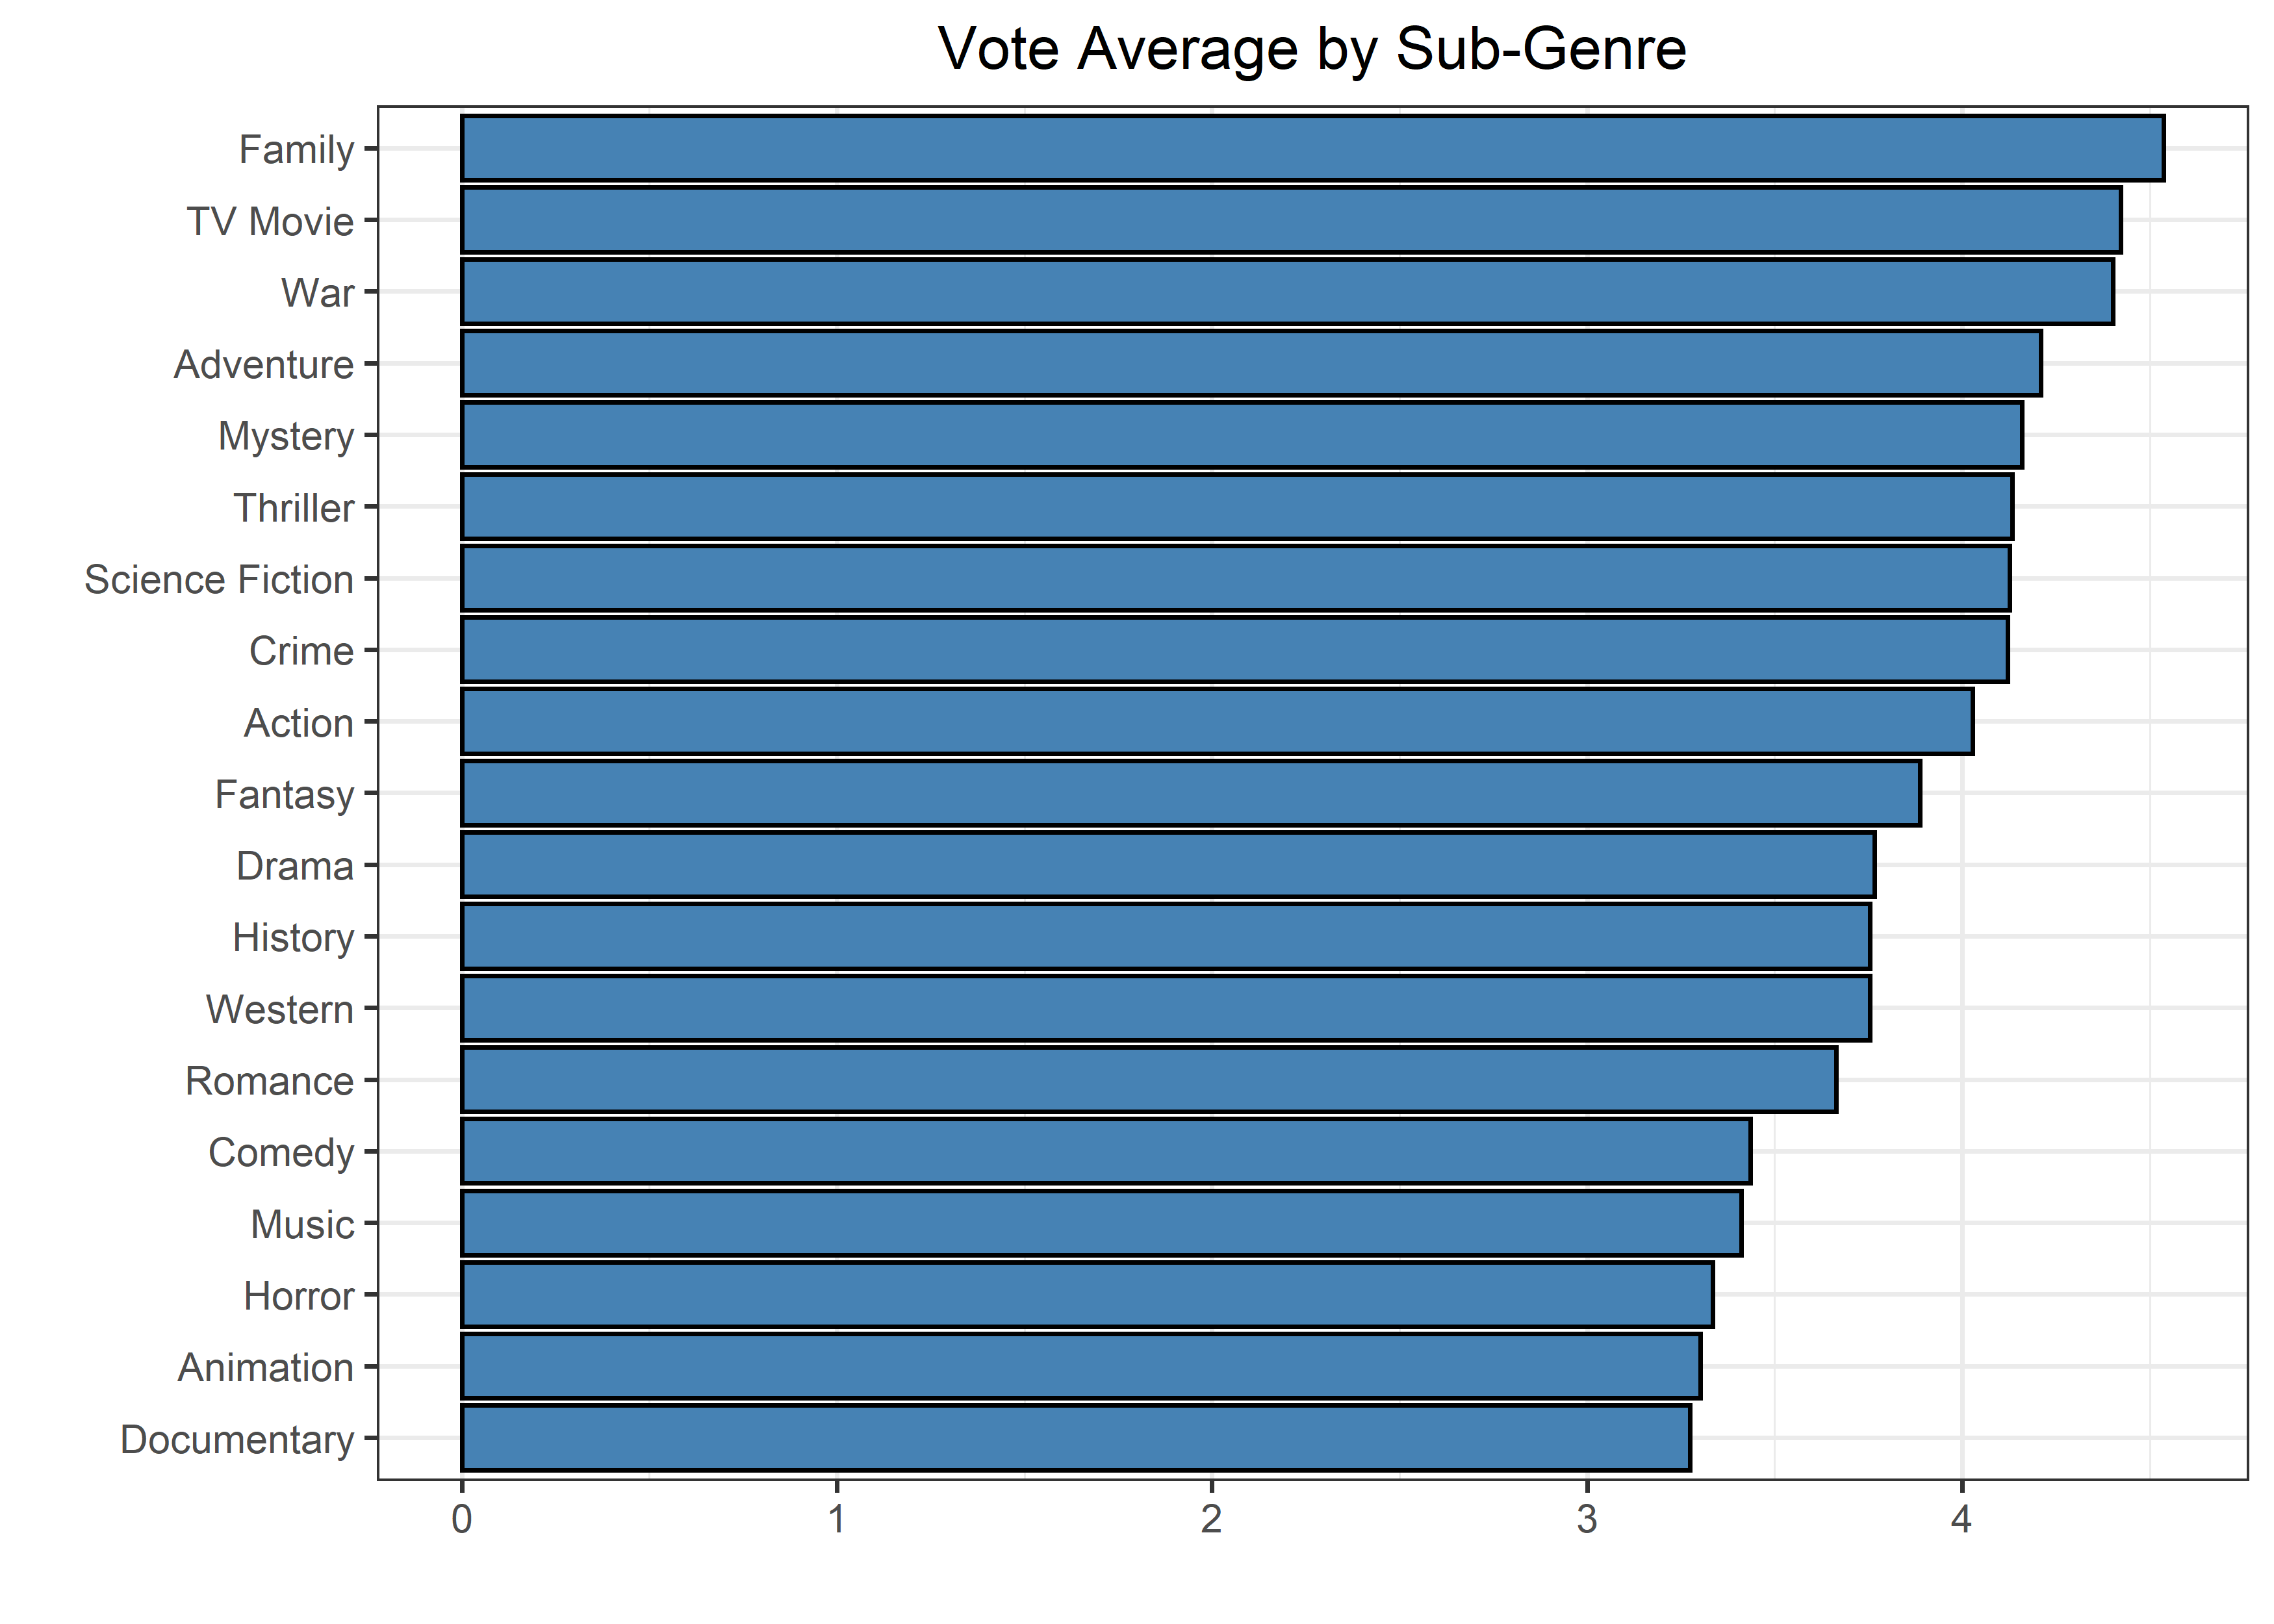 Vote Average by Sub-Genre
Family
TV Movie
War
Adventure
Mystery
Thriller
Science Fiction
Crime
Action
Fantasy
Drama
History
Western
Romance
Comedy
Music
Horror
Animation
Documentary
0 1 2 3 4